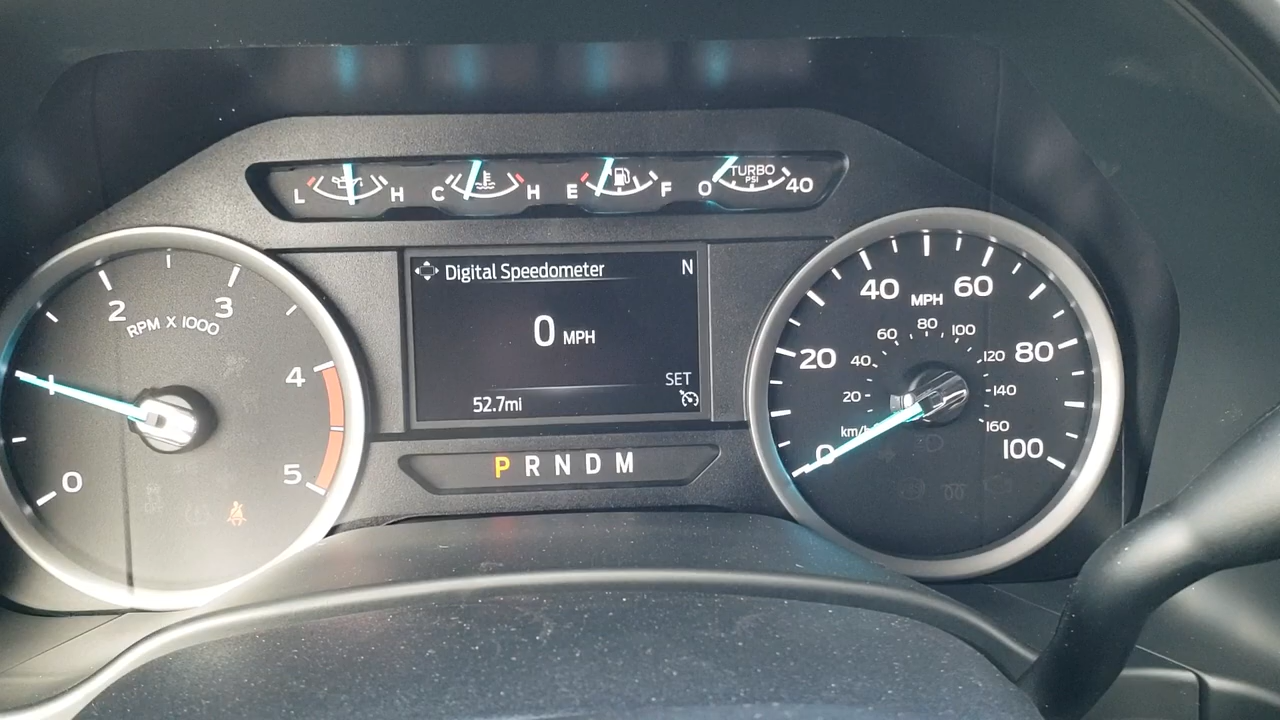 L H C H E F 0 TURBO PSI 40
Digital Speedometer N
0 MPH
SET
52.7mi
P R N D M
0 1 2 3 4 5
RPM X 1000
0 20 40 60 80 100
MPH
20 40 60 80 100 120 140 160
km/h